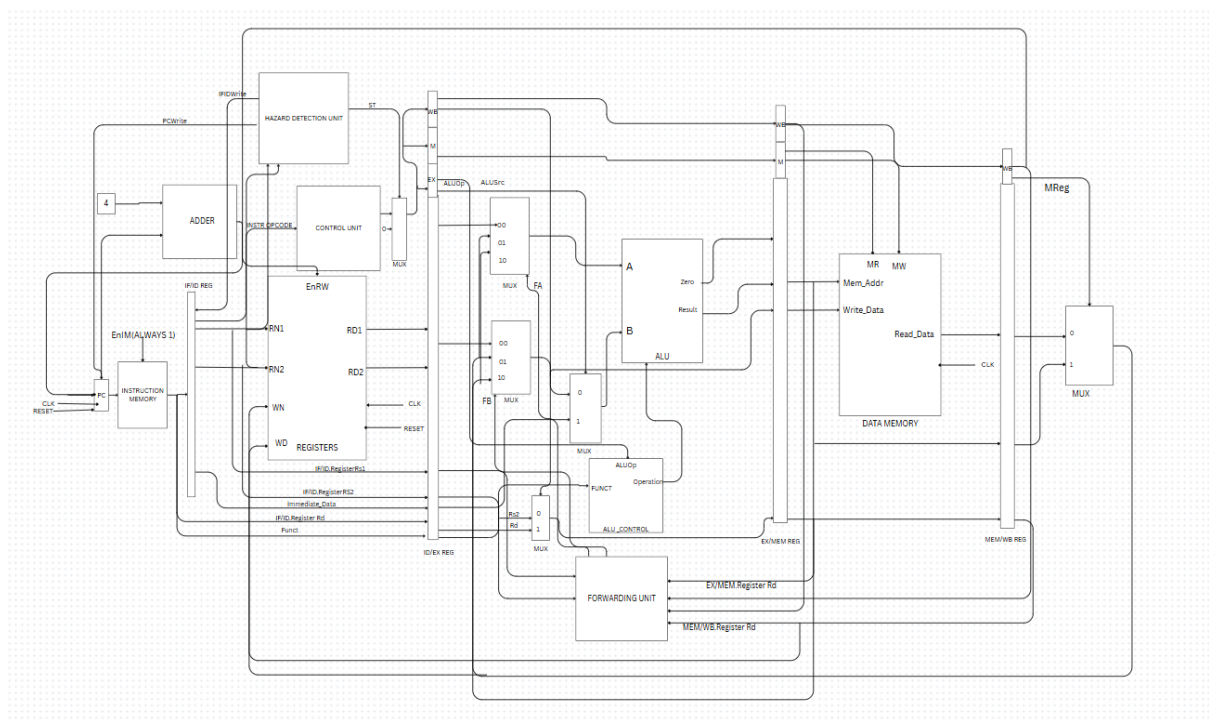 IFIDWrite
HAZARD DETECTION UNIT
ST
PCWrite
WB
M
EX
ALUOp
ALUSrc
WB
M
WB
MReg
4
ADDER
INSTR OPCODE
CONTROL UNIT
0
MUX
00
01
10
MUX
FA
A
B
Zero
Result
ALU
MR
MW
Mem_Addr
Write_Data
Read_Data
CLK
DATA MEMORY
0
1
MUX
IF/ID REG
EnRW
RN1
RD1
RN2
RD2
WN
CLK
WD
REGISTERS
RESET
EnIM(ALWAYS 1)
PC
INSTRUCTION
MEMORY
CLK
RESET
00
01
10
MUX
FB
0
1
MUX
ALUOp
FUNCT
Operation
ALU_CONTROL
IF/ID.RegisterRs1
IF/ID.RegisterRS2
Immediate_Data
IF/ID.Register Rd
Funct
Rs2
0
Rd
1
MUX
ID/EX REG
EX/MEM REG
MEM/WB REG
FORWARDING UNIT
EX/MEM.Register Rd
MEM/WB.Register Rd